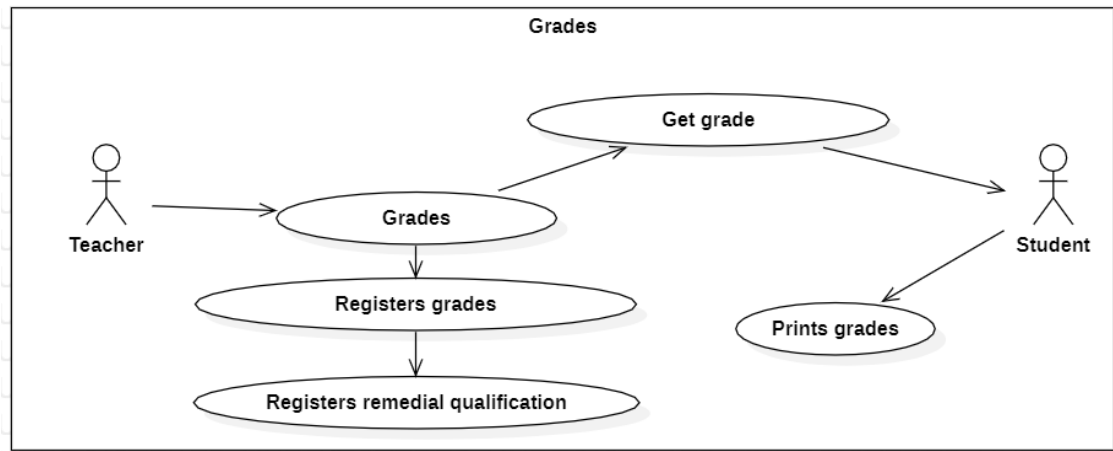 Grades
Get grade
Teacher
Grades
Student
Registers grades
Prints grades
Registers remedial qualification